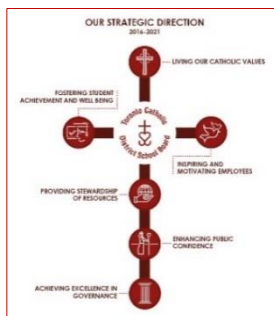 OUR STRATEGIC DIRECTION
2016-2021
LIVING OUR CATHOLIC VALUES
FOSTERING STUDENT
ACHIEVEMENT AND WELL BEING
Toronto Catholic
District School Board
INSPIRING AND
MOTIVATING EMPLOYEES
PROVIDING STEWARDSHIP
OF RESOURCES
ENHANCING PUBLIC
CONFIDENCE
ACHIEVING EXCELLENCE IN
GOVERNANCE